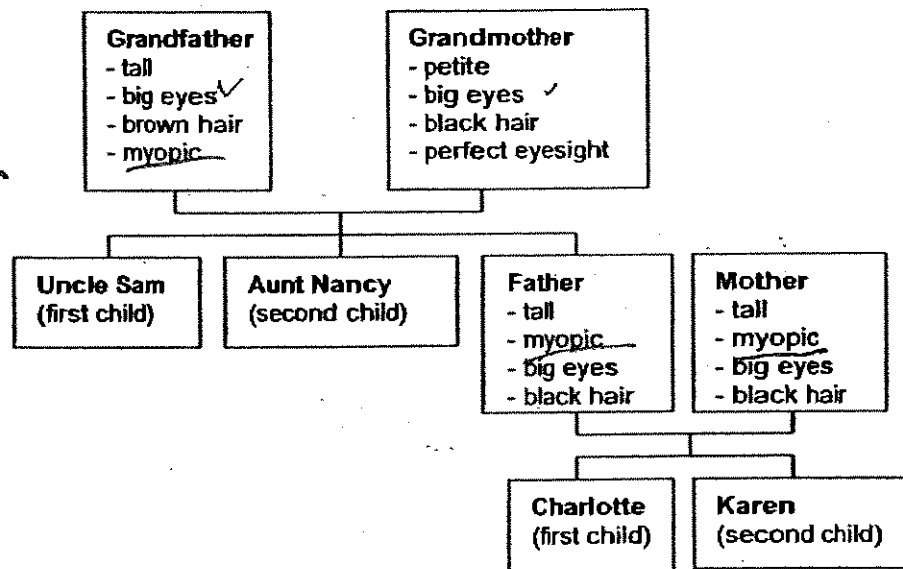 Grandfather
- tall
- big eyes
- brown hair
- myopic
Grandmother
- petite
- big eyes
- black hair
- perfect eyesight
Uncle Sam
(first child)
Aunt Nancy
(second child)
Father
- tall
- myopic
- big eyes
- black hair
Mother
- tall
- myopic
- big eyes
- black hair
Charlotte
(first child)
Karen
(second child)